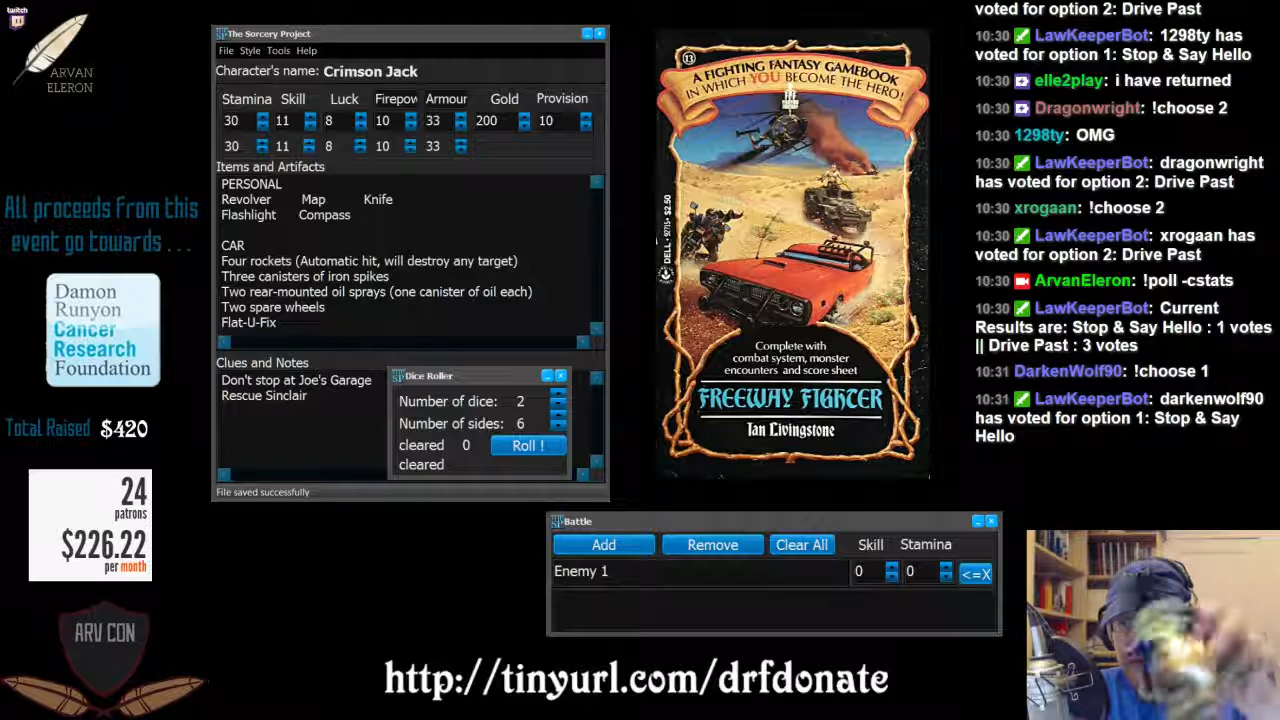 twitch
ARVAN
ELERON
All proceeds from this
event go towards . . .
Damon
Runyon
Cancer
Research
Foundation
Total Raised $420
24
patrons
$226.22
per month
ARV CON
The Sorcery Project
File Style Tools Help
Character's name: Crimson Jack
Stamina Skill Luck Firepow Armour Gold Provision
30 11 8 10 33 200 10
30 11 8 10 33
Items and Artifacts
PERSONAL
Revolver Map Knife
Flashlight Compass
CAR
Four rockets (Automatic hit, will destroy any target)
Three canisters of iron spikes
Two rear-mounted oil sprays (one canister of oil each)
Two spare wheels
Flat-U-Fix
Clues and Notes
Don't stop at Joe's Garage
Rescue Sinclair
File saved successfully
Dice Roller
Number of dice: 2
Number of sides: 6
cleared 0 Roll !
cleared
13
A FIGHTING FANTASY GAMEBOOK
IN WHICH YOU BECOME THE HERO!
DELL • 92715 • $2.50
Complete with
combat system, monster
encounters and score sheet
FREEWAY FIGHTER
Ian Livingstone
Battle
Add Remove Clear All Skill Stamina
Enemy 1 0 0 <=X
http://tinyurl.com/drfdonate
voted for option 2: Drive Past
10:30 LawKeeperBot: 1298ty has
voted for option 1: Stop & Say
Hello
10:30 elle2play: i have returned
10:30 Dragonwright: !choose 2
10:30 1298ty: OMG
10:30 LawKeeperBot: dragonwright
has voted for option 2: Drive Past
10:30 xrogaan: !choose 2
10:30 LawKeeperBot: xrogaan has
voted for option 2: Drive Past
10:30 ArvanEleron: !poll -cstats
10:30 LawKeeperBot: Current
Results are: Stop & Say Hello : 1 votes
|| Drive Past : 3 votes
10:31 DarkenWolf90: !choose 1
10:31 LawKeeperBot: darkenwolf90
has voted for option 1: Stop & Say
Hello